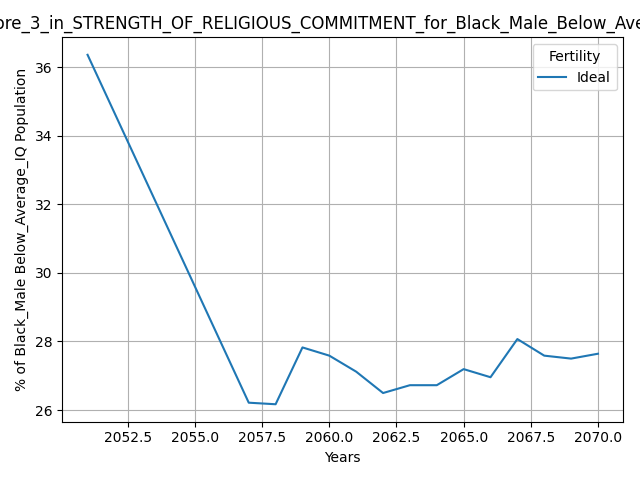 ore_3_in_STRENGTH_OF_RELIGIOUS_COMMITMENT_for_Black_Male_Below_Ave
Fertility
Ideal
% of Black_Male Below_Average_IQ Population
36
34
32
30
28
26
2052.5 2055.0 2057.5 2060.0 2062.5 2065.0 2067.5 2070.0
Years